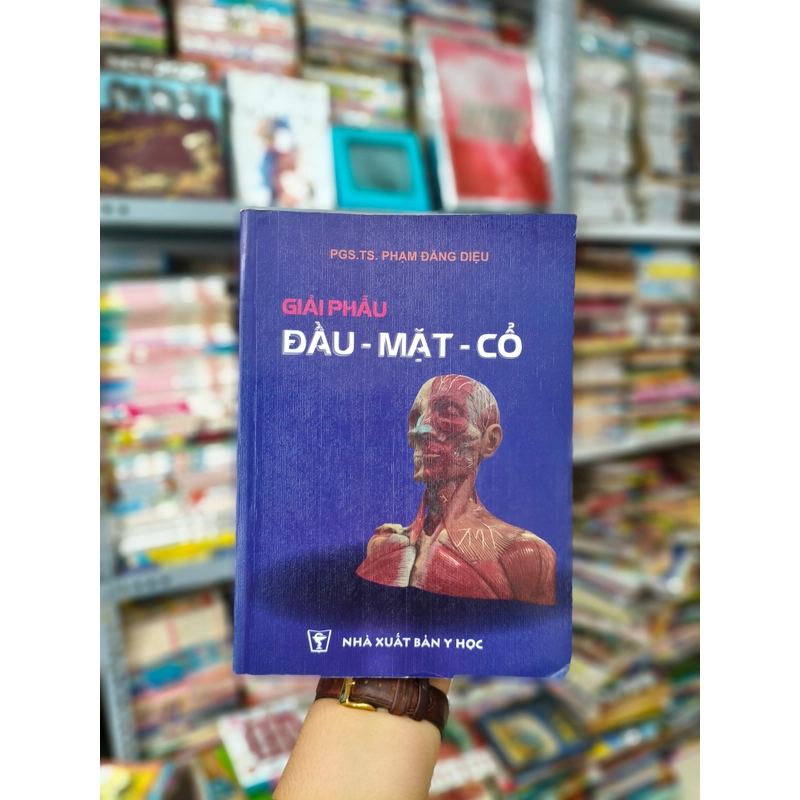 PGS.TS. PHẠM ĐĂNG DIỆU
GIẢI PHẪU
ĐẦU - MẶT - CỔ
NHÀ XUẤT BẢN Y HỌC